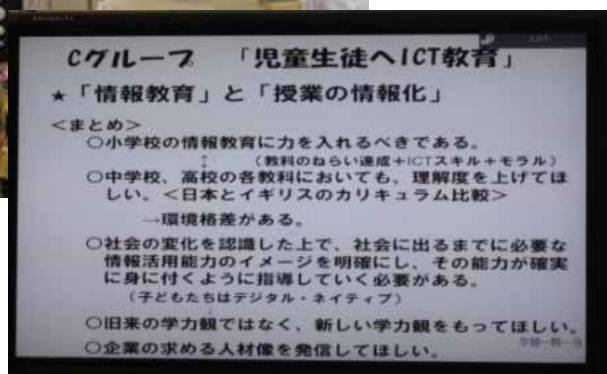 Cグループ 「児童生徒へICT教育」
★「情報教育」と「授業の情報化」
＜まとめ＞
○小学校の情報教育に力を入れるべきである。
↕ （教科のねらい達成＋ICTスキル＋モラル）
○中学校、高校の各教科においても、理解度を上げてほ
しい。＜日本とイギリスのカリキュラム比較＞
→環境格差がある。
○社会の変化を認識した上で、社会に出るまでに必要な
情報活用能力のイメージを明確にし、その能力が確実
に身に付くように指導していく必要がある。
（子どもたちはデジタル・ネイティブ）
○旧来の学力観ではなく、新しい学力観をもってほしい。
○企業の求める人材像を発信してほしい。